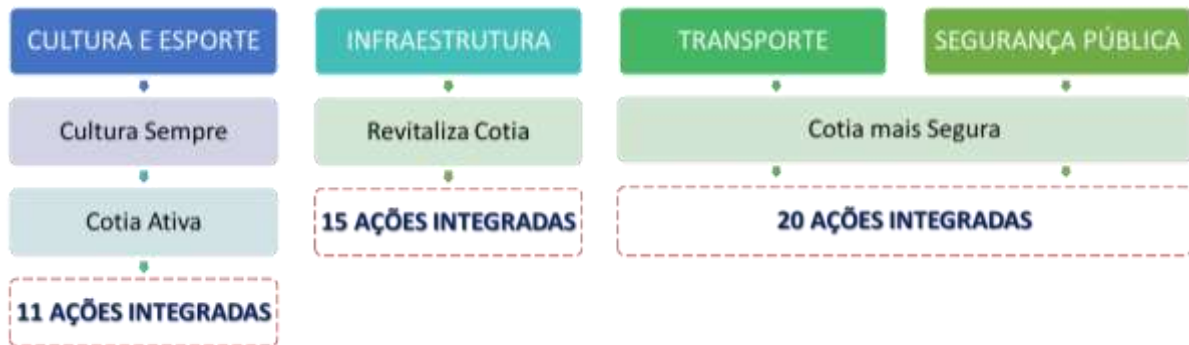 CULTURA E ESPORTE
INFRAESTRUTURA
TRANSPORTE
SEGURANÇA PÚBLICA
Cultura Sempre
Revitaliza Cotia
Cotia mais Segura
Cotia Ativa
15 AÇÕES INTEGRADAS
20 AÇÕES INTEGRADAS
11 AÇÕES INTEGRADAS